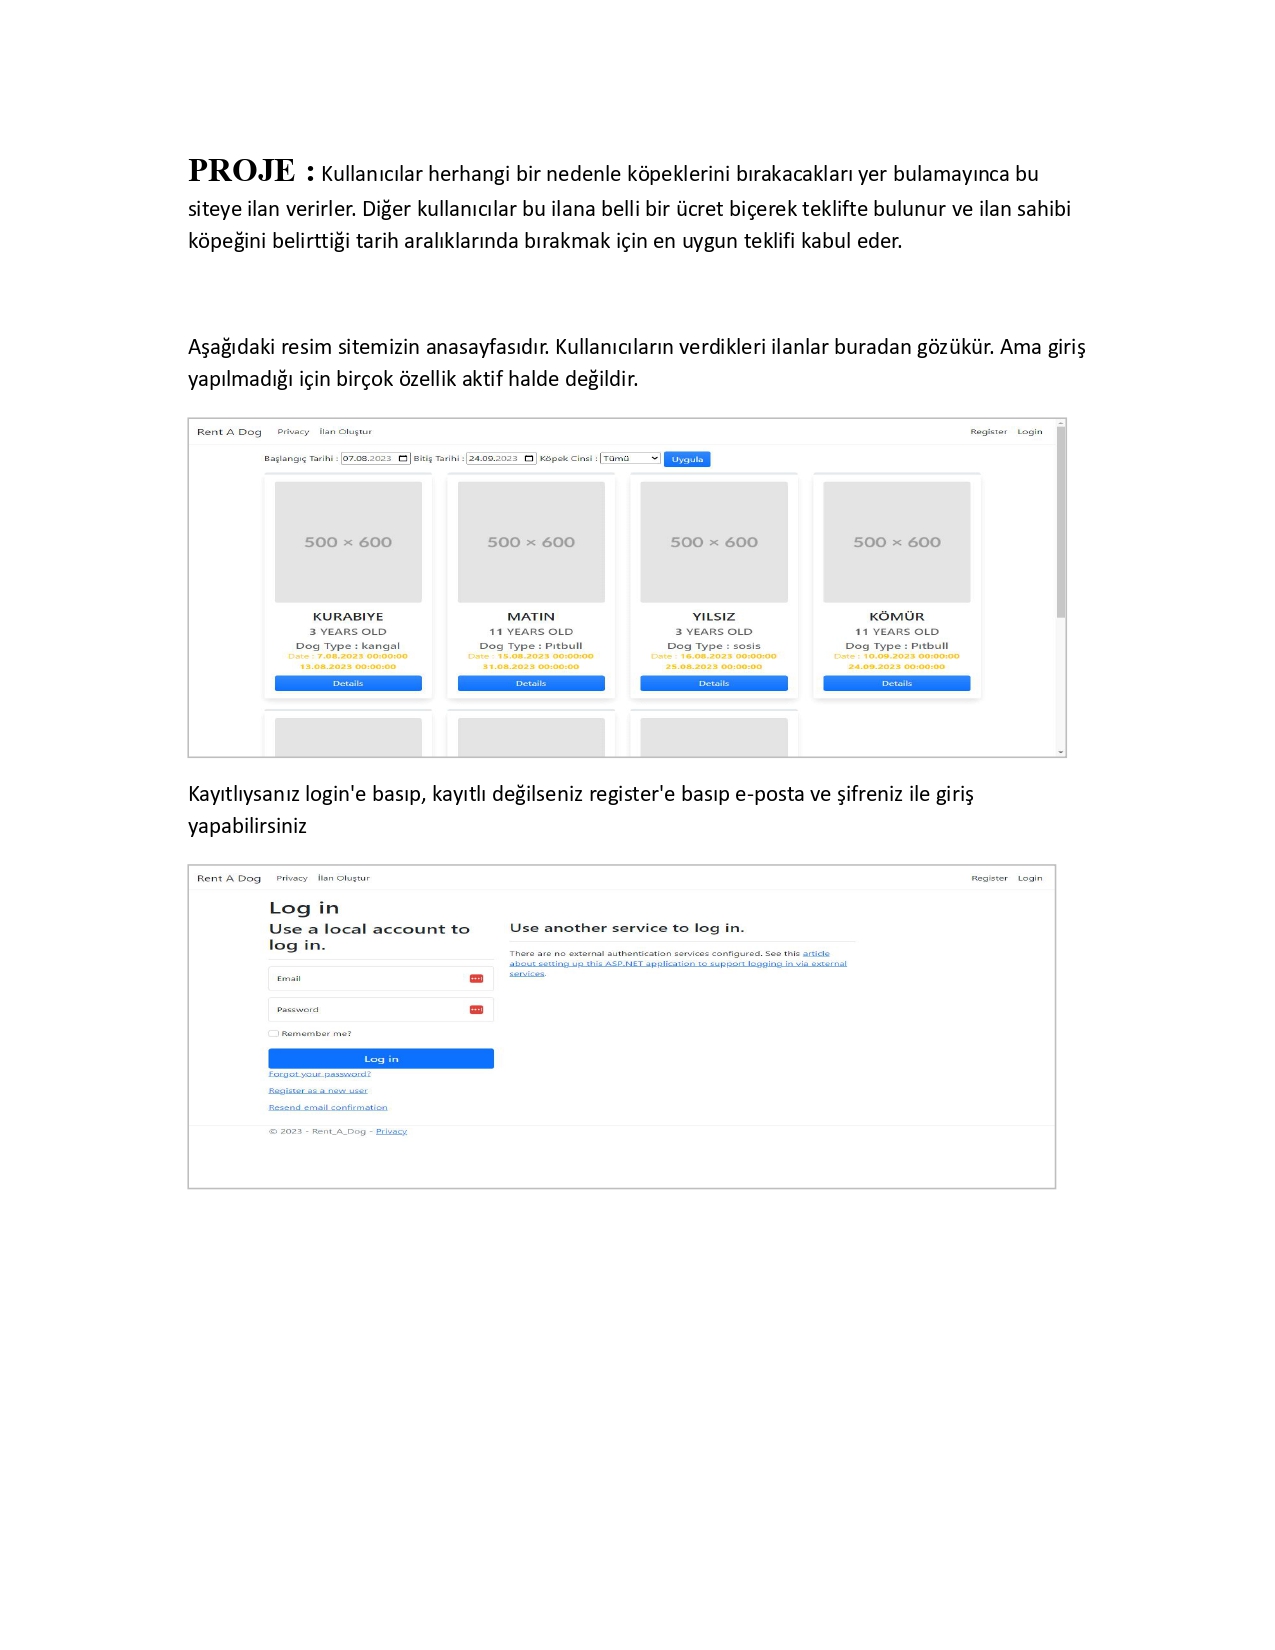 PROJE : Kullanıcılar herhangi bir nedenle köpeklerini bırakacakları yer bulamayınca bu
siteye ilan verirler. Diğer kullanıcılar bu ilana belli bir ücret biçerek teklifte bulunur ve ilan sahibi
köpeğini belirttiği tarih aralıklarında bırakmak için en uygun teklifi kabul eder.
Aşağıdaki resim sitemizin anasayfasıdır. Kullanıcıların verdikleri ilanlar buradan gözükür. Ama giriş
yapılmadığı için birçok özellik aktif halde değildir.
Rent A Dog Privacy İlan Oluştur Register Login
Başlangıç Tarihi : 07.08.2023 Bitiş Tarihi : 24.09.2023 Köpek Cinsi : Tümü Uygula
500 × 600 500 × 600 500 × 600 500 × 600
KURABIYE MATIN YILSIZ KÖMÜR
3 YEARS OLD 11 YEARS OLD 3 YEARS OLD 11 YEARS OLD
Dog Type : kangal Dog Type : Pıtbull Dog Type : sosis Dog Type : Pıtbull
Date : 7.08.2023 00:00:00 Date : 15.08.2023 00:00:00 Date : 16.08.2023 00:00:00 Date : 10.09.2023 00:00:00
13.08.2023 00:00:00 31.08.2023 00:00:00 25.08.2023 00:00:00 24.09.2023 00:00:00
Details Details Details Details
Kayıtlıysanız login'e basıp, kayıtlı değilseniz register'e basıp e-posta ve şifreniz ile giriş
yapabilirsiniz
Rent A Dog Privacy İlan Oluştur Register Login
Log in
Use a local account to
log in.
Email
Password
Remember me?
Log in
Forgot your password?
Register as a new user
Resend email confirmation
Use another service to log in.
There are no external authentication services configured. See this article
about setting up this ASP.NET application to support logging in via external
services.
© 2023 - Rent_A_Dog - Privacy